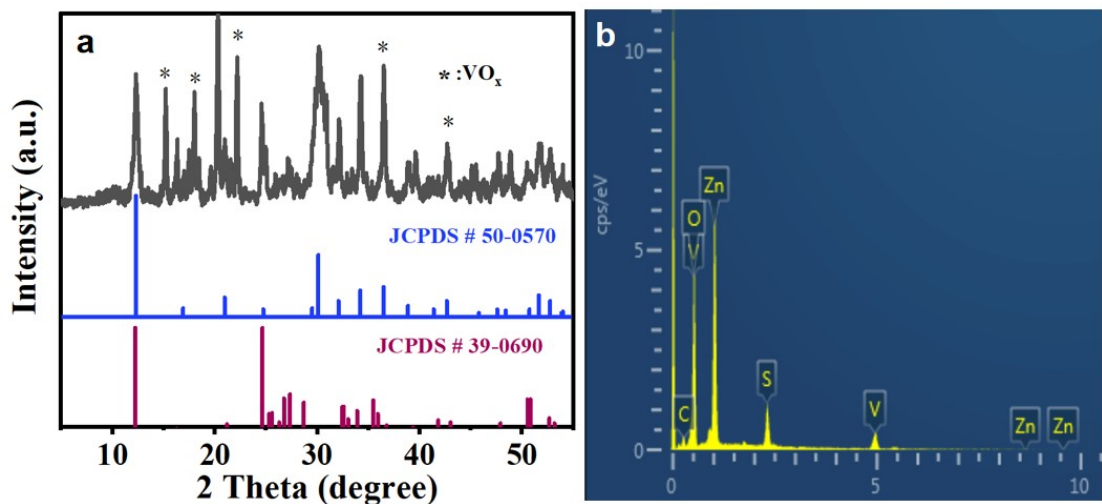 a
* * * *
* :VOx
*
JCPDS # 50-0570
JCPDS # 39-0690
Intensity (a.u.)
10 20 30 40 50
2 Theta (degree)
b
10
5
0
cps/eV
C
O
V
Zn
S
V
Zn
Zn
0 5 10